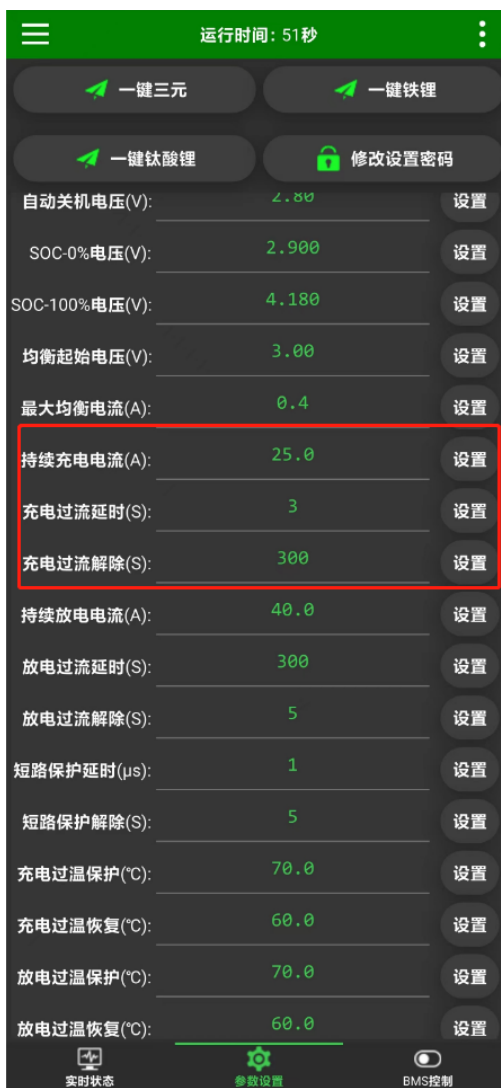 运行时间: 51秒
一键三元 一键铁锂
一键钛酸锂 修改设置密码
自动关机电压(V): 2.80 设置
SOC-0%电压(V): 2.900 设置
SOC-100%电压(V): 4.180 设置
均衡起始电压(V): 3.00 设置
最大均衡电流(A): 0.4 设置
持续充电电流(A): 25.0 设置
充电过流延时(S): 3 设置
充电过流解除(S): 300 设置
持续放电电流(A): 40.0 设置
放电过流延时(S): 300 设置
放电过流解除(S): 5 设置
短路保护延时(μs): 1 设置
短路保护解除(S): 5 设置
充电过温保护(℃): 70.0 设置
充电过温恢复(℃): 60.0 设置
放电过温保护(℃): 70.0 设置
放电过温恢复(℃): 60.0 设置
实时状态 参数设置 BMS控制